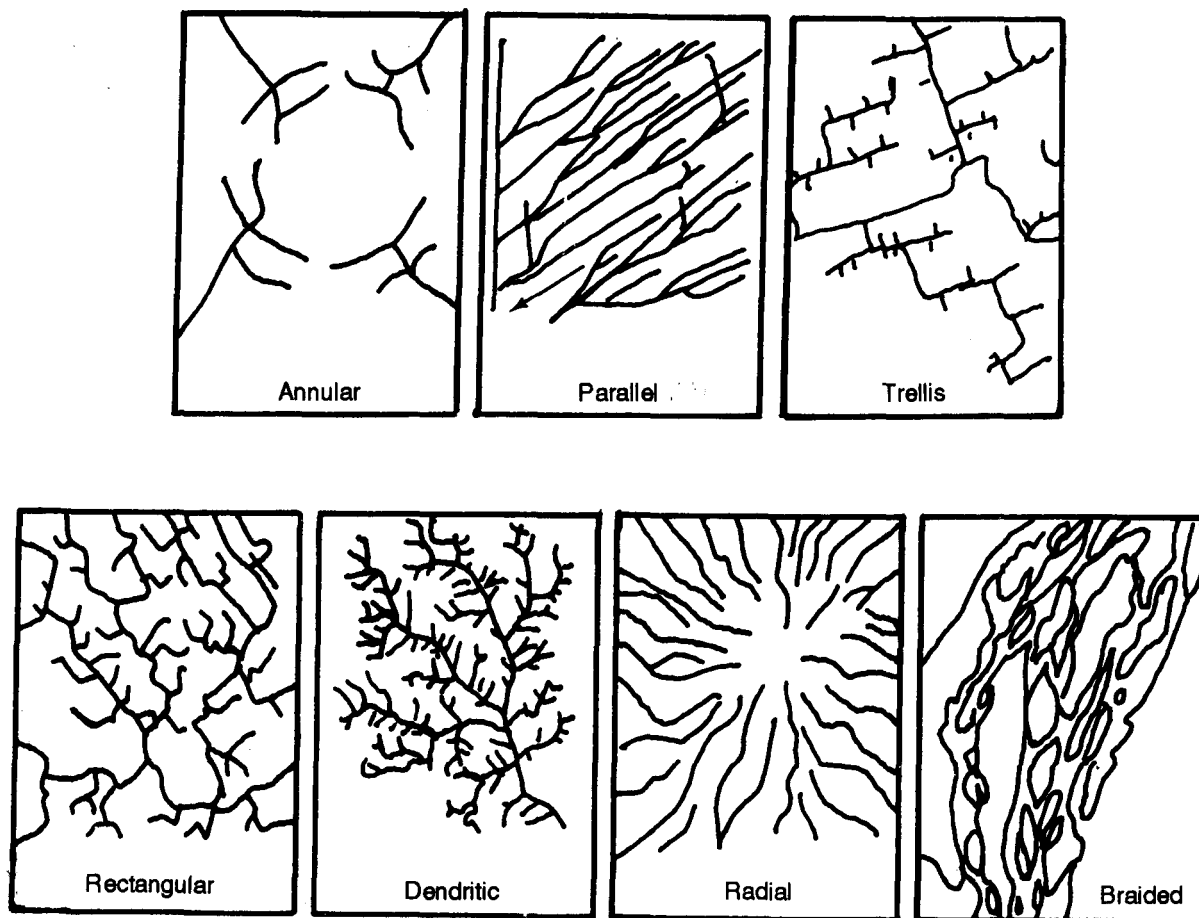 Annular
Parallel
Trellis
Rectangular
Dendritic
Radial
Braided